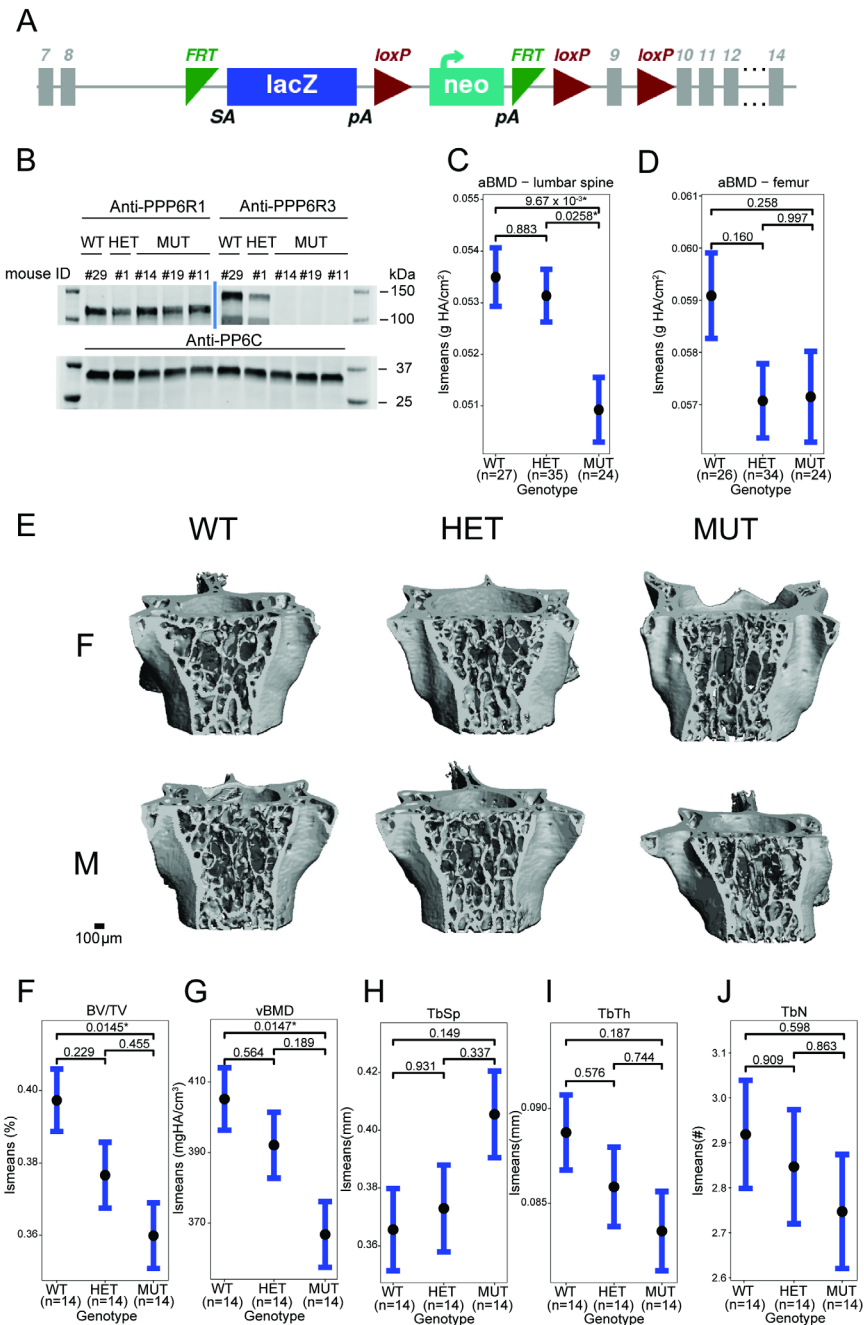 A
7 8 FRT loxP FRT loxP 9 loxP 10 11 12 14
lacZ neo
SA pA pA
B
Anti-PPP6R1 Anti-PPP6R3
WT HET MUT WT HET MUT
mouse ID #29 #1 #14 #19 #11 #29 #1 #14 #19 #11 kDa
150
100
Anti-PP6C
37
25
C
aBMD – lumbar spine
9.67 x 10⁻³*
0.0258*
0.883
lsmeans (g HA/cm²)
0.055
0.054
0.053
0.052
0.051
WT HET MUT
(n=27) (n=35) (n=24)
Genotype
D
aBMD – femur
0.258
0.997
0.160
lsmeans (g HA/cm²)
0.061
0.060
0.059
0.058
0.057
WT HET MUT
(n=26) (n=34) (n=24)
Genotype
E
WT HET MUT
F
M
100µm
F
BV/TV
0.0145*
0.229 0.455
lsmeans (%)
0.40
0.38
0.36
WT HET MUT
(n=14) (n=14) (n=14)
Genotype
G
vBMD
0.0147*
0.564 0.189
lsmeans (mgHA/cm³)
410
390
370
WT HET MUT
(n=14) (n=14) (n=14)
Genotype
H
TbSp
0.149
0.931 0.337
lsmeans(mm)
0.42
0.40
0.38
0.36
WT HET MUT
(n=14) (n=14) (n=14)
Genotype
I
TbTh
0.187
0.576 0.744
lsmeans(mm)
0.090
0.085
WT HET MUT
(n=14) (n=14) (n=14)
Genotype
J
TbN
0.598
0.909 0.863
lsmeans(#)
3.1
3.0
2.9
2.8
2.7
2.6
WT HET MUT
(n=14) (n=14) (n=14)
Genotype